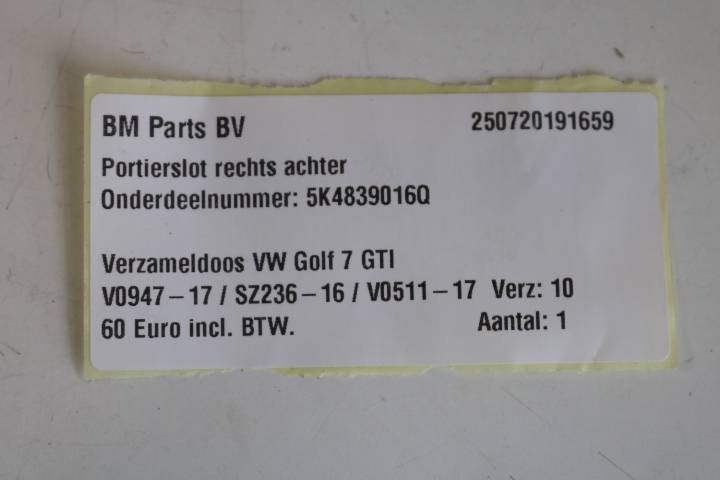 BM Parts BV 250720191659
Portierslot rechts achter
Onderdeelnummer: 5K4839016Q
Verzameldoos VW Golf 7 GTI
V0947-17 / SZ236-16 / V0511-17 Verz: 10
60 Euro incl. BTW. Aantal: 1